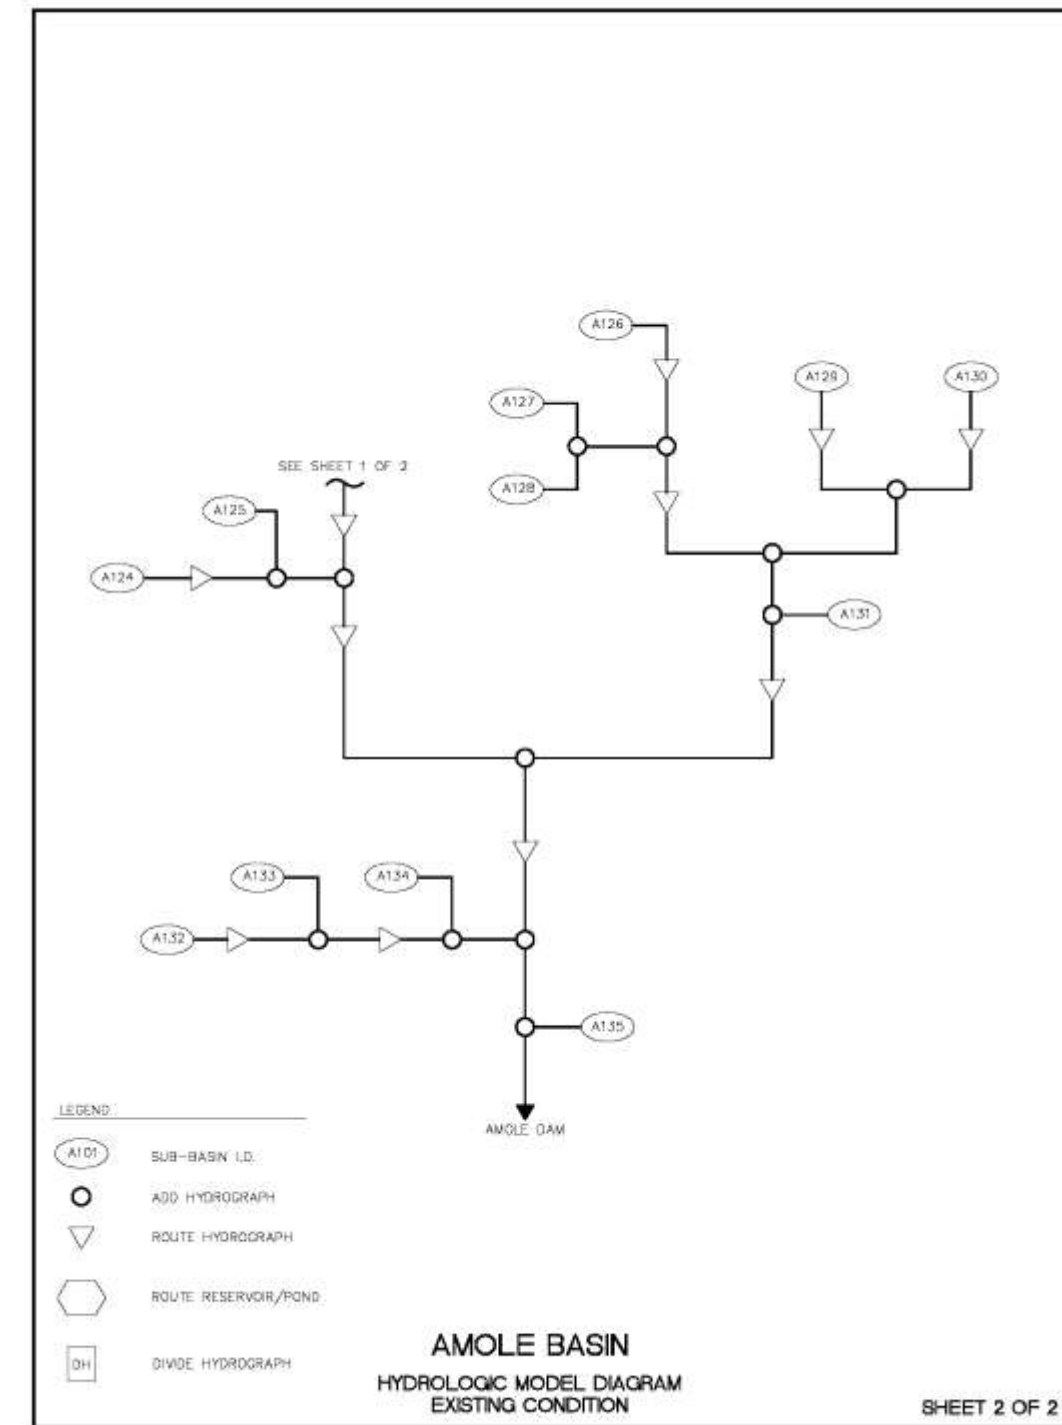 A126
A129
A130
A127
SEE SHEET 1 OF 2
A128
A125
A124
A131
A133
A134
A132
A135
LEGEND:
AMOLE DAM
A101
SUB-BASIN I.D.
ADD HYDROGRAPH
ROUTE HYDROGRAPH
ROUTE RESERVOIR/POND
DH
DIVIDE HYDROGRAPH
AMOLE BASIN
HYDROLOGIC MODEL DIAGRAM
EXISTING CONDITION
SHEET 2 OF 2